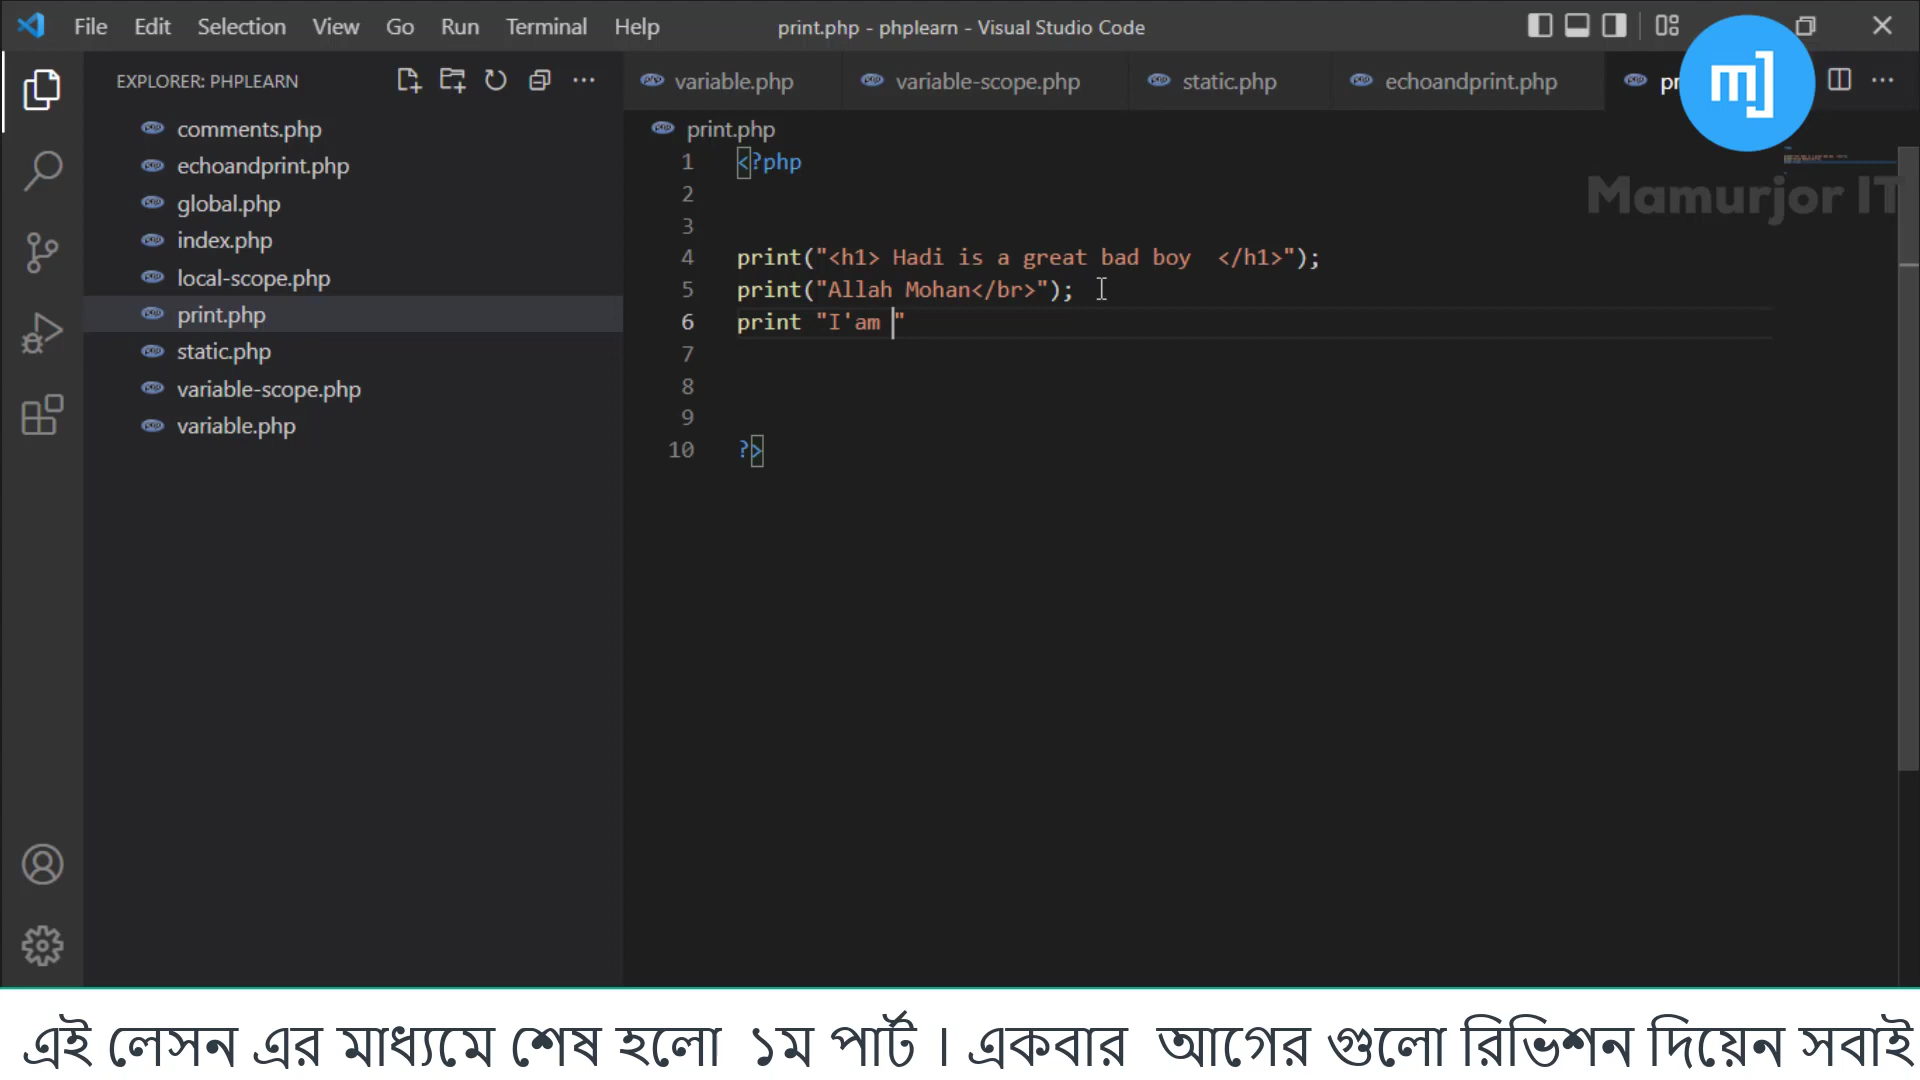 File Edit Selection View Go Run Terminal Help print.php - phplearn - Visual Studio Code
EXPLORER: PHPLEARN
variable.php variable-scope.php static.php echoandprint.php
m]
Mamurjor IT
comments.php
echoandprint.php
global.php
index.php
local-scope.php
print.php
static.php
variable-scope.php
variable.php
print.php
1 <?php
2
3
4 print("<h1> Hadi is a great bad boy  </h1>");
5 print("Allah Mohan</br>");
6 print "I'am "
7
8
9
10 ?>
এই লেসন এর মাধ্যমে শেষ হলো ১ম পার্ট । একবার আগের গুলো রিভিশন দিয়েন সবাই